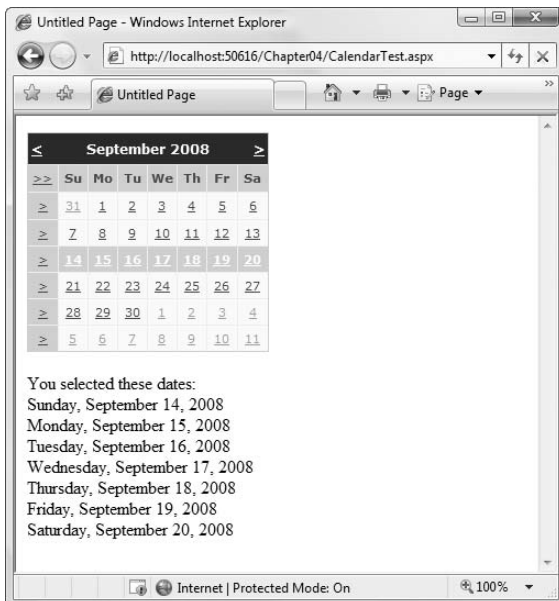 Untitled Page - Windows Internet Explorer
http://localhost:50616/Chapter04/CalendarTest.aspx
Untitled Page
Page
>>
< September 2008 >
>> Su Mo Tu We Th Fr Sa
> 31 1 2 3 4 5 6
> 7 8 9 10 11 12 13
> 14 15 16 17 18 19 20
> 21 22 23 24 25 26 27
> 28 29 30 1 2 3 4
> 5 6 7 8 9 10 11
You selected these dates:
Sunday, September 14, 2008
Monday, September 15, 2008
Tuesday, September 16, 2008
Wednesday, September 17, 2008
Thursday, September 18, 2008
Friday, September 19, 2008
Saturday, September 20, 2008
Internet | Protected Mode: On 100%